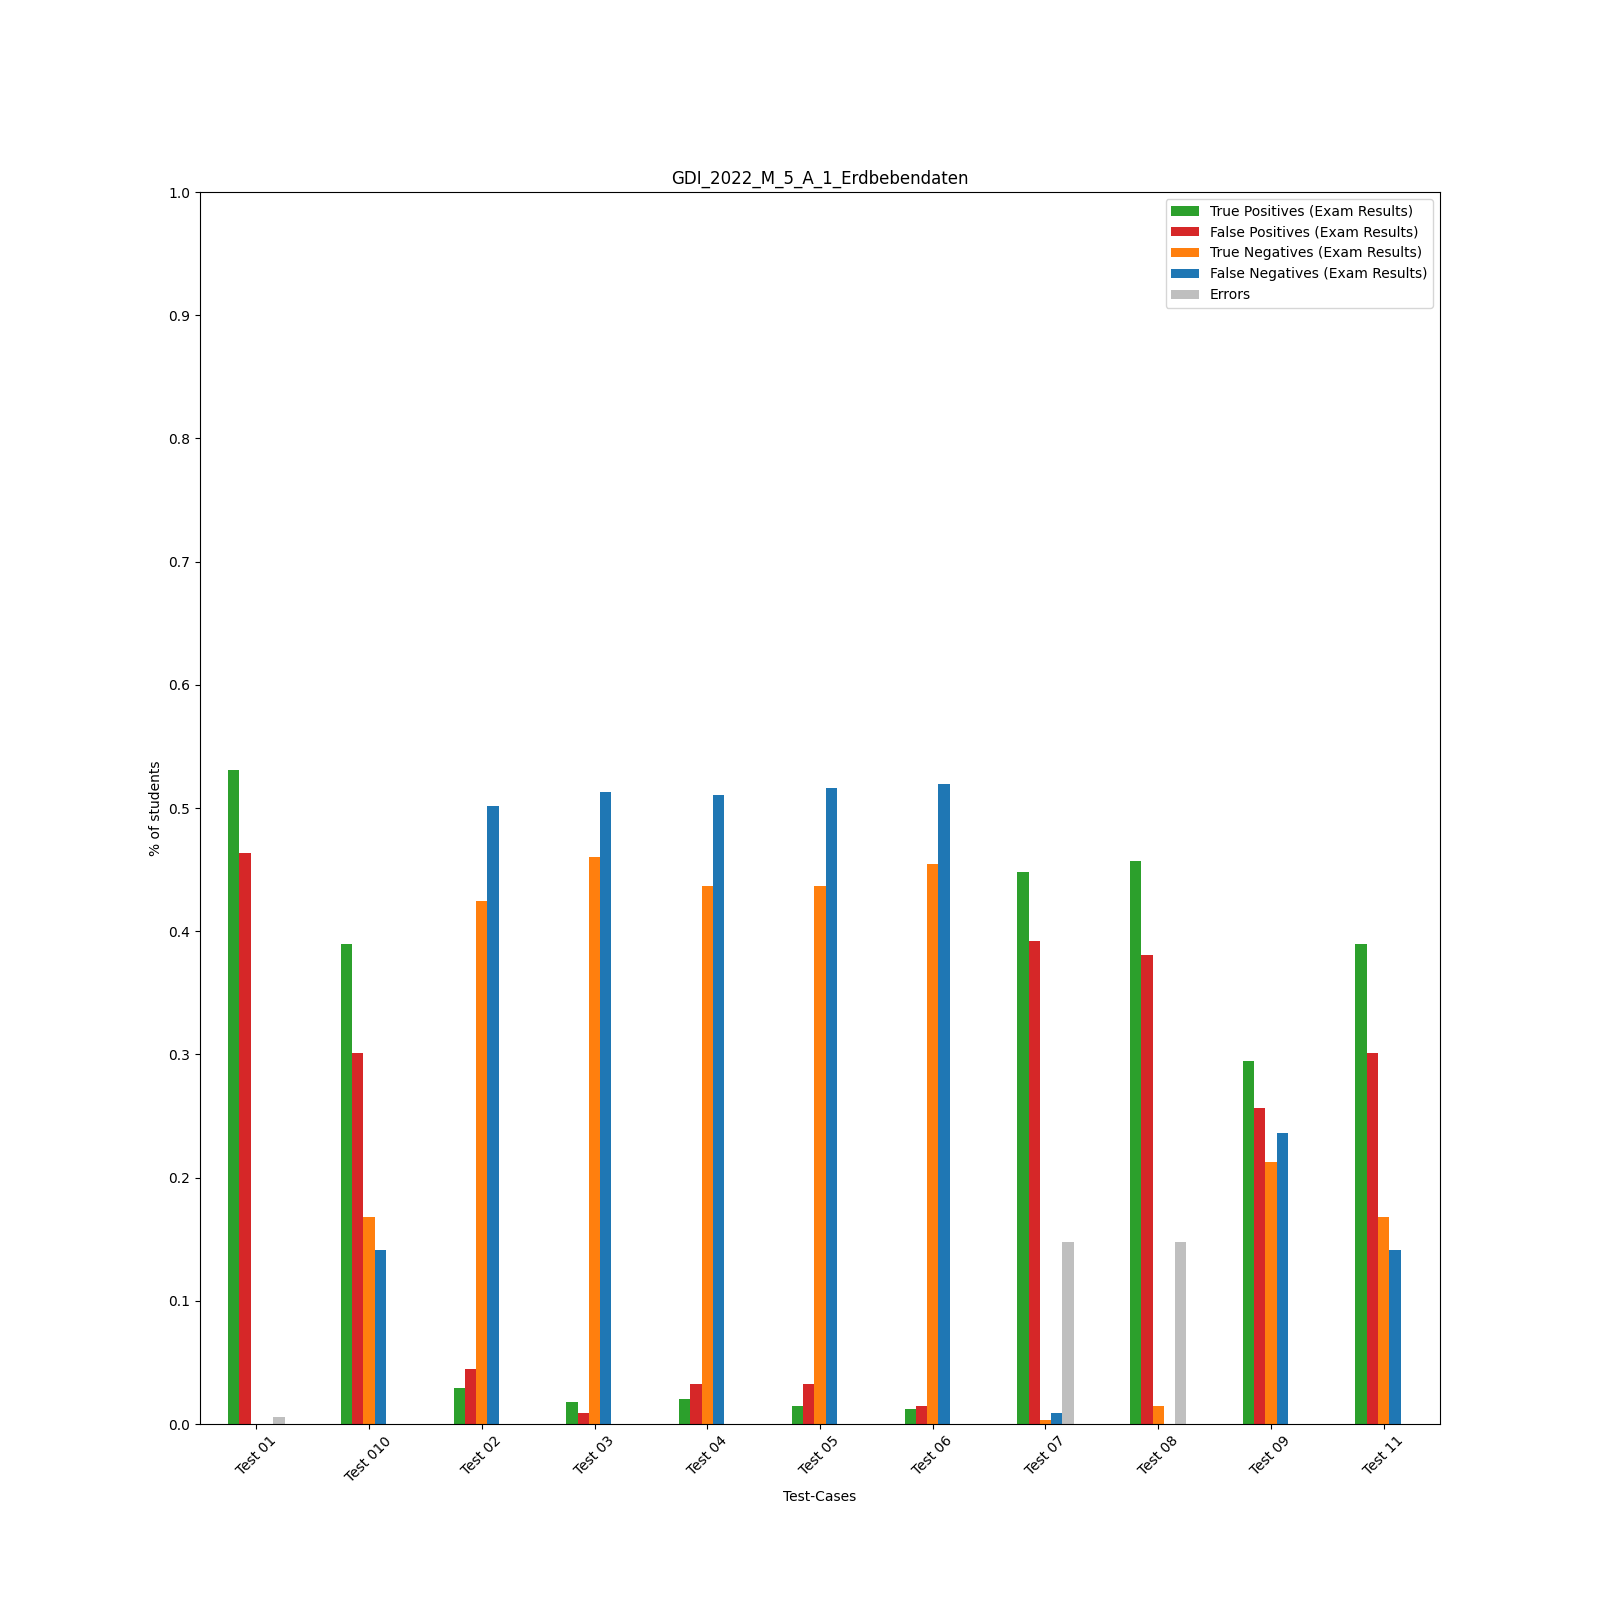 GDI_2022_M_5_A_1_Erdbebendaten
True Positives (Exam Results)
False Positives (Exam Results)
True Negatives (Exam Results)
False Negatives (Exam Results)
Errors
1.0
0.9
0.8
0.7
0.6
0.5
0.4
0.3
0.2
0.1
0.0
% of students
Test 01
Test 010
Test 02
Test 03
Test 04
Test 05
Test 06
Test 07
Test 08
Test 09
Test 11
Test-Cases